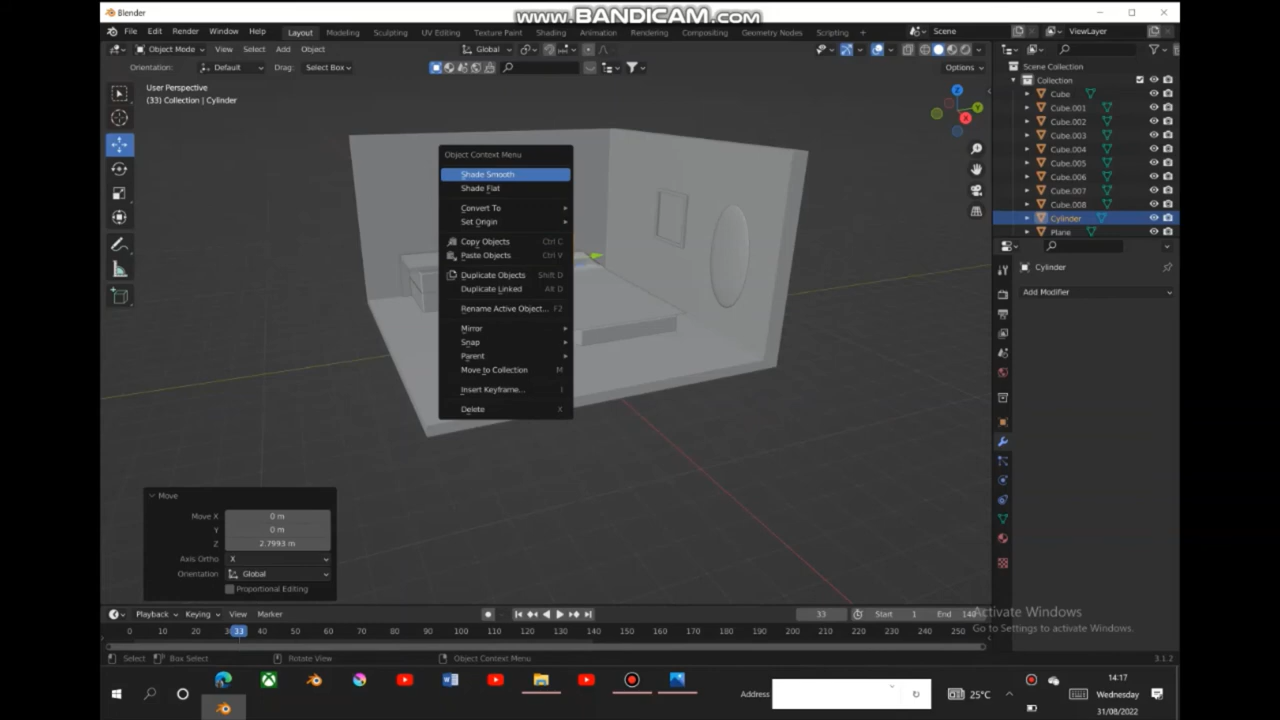 www.BANDICAM.com
Blender
File Edit Render Window Help Layout Modeling Sculpting UV Editing Texture Paint Shading Animation Rendering Compositing Geometry Nodes Scripting + Scene ViewLayer
Object Mode View Select Add Object Global
Orientation: Default Drag: Select Box Options
User Perspective
(33) Collection | Cylinder
Z
Y
X
Scene Collection
Collection
Cube
Cube.001
Cube.002
Cube.003
Cube.004
Cube.005
Cube.006
Cube.007
Cube.008
Cylinder
Plane
Cylinder
Add Modifier
Object Context Menu
Shade Smooth
Shade Flat
Convert To
Set Origin
Copy Objects Ctrl C
Paste Objects Ctrl V
Duplicate Objects Shift D
Duplicate Linked Alt D
Rename Active Object... F2
Mirror
Snap
Parent
Move to Collection M
Insert Keyframe... I
Delete X
Move
Move X 0 m
Y 0 m
Z 2.7993 m
Axis Ortho X
Orientation Global
Proportional Editing
Playback Keying View Marker 33 Start 1 End 140
0 10 20 30 33 40 50 60 70 80 90 100 110 120 130 140 150 160 170 180 190 200 210 220 230 240 250
Select Box Select Rotate View Object Context Menu 3.1.2
Activate Windows
Go to Settings to activate Windows.
Address 25°C
14:17
Wednesday
31/08/2022